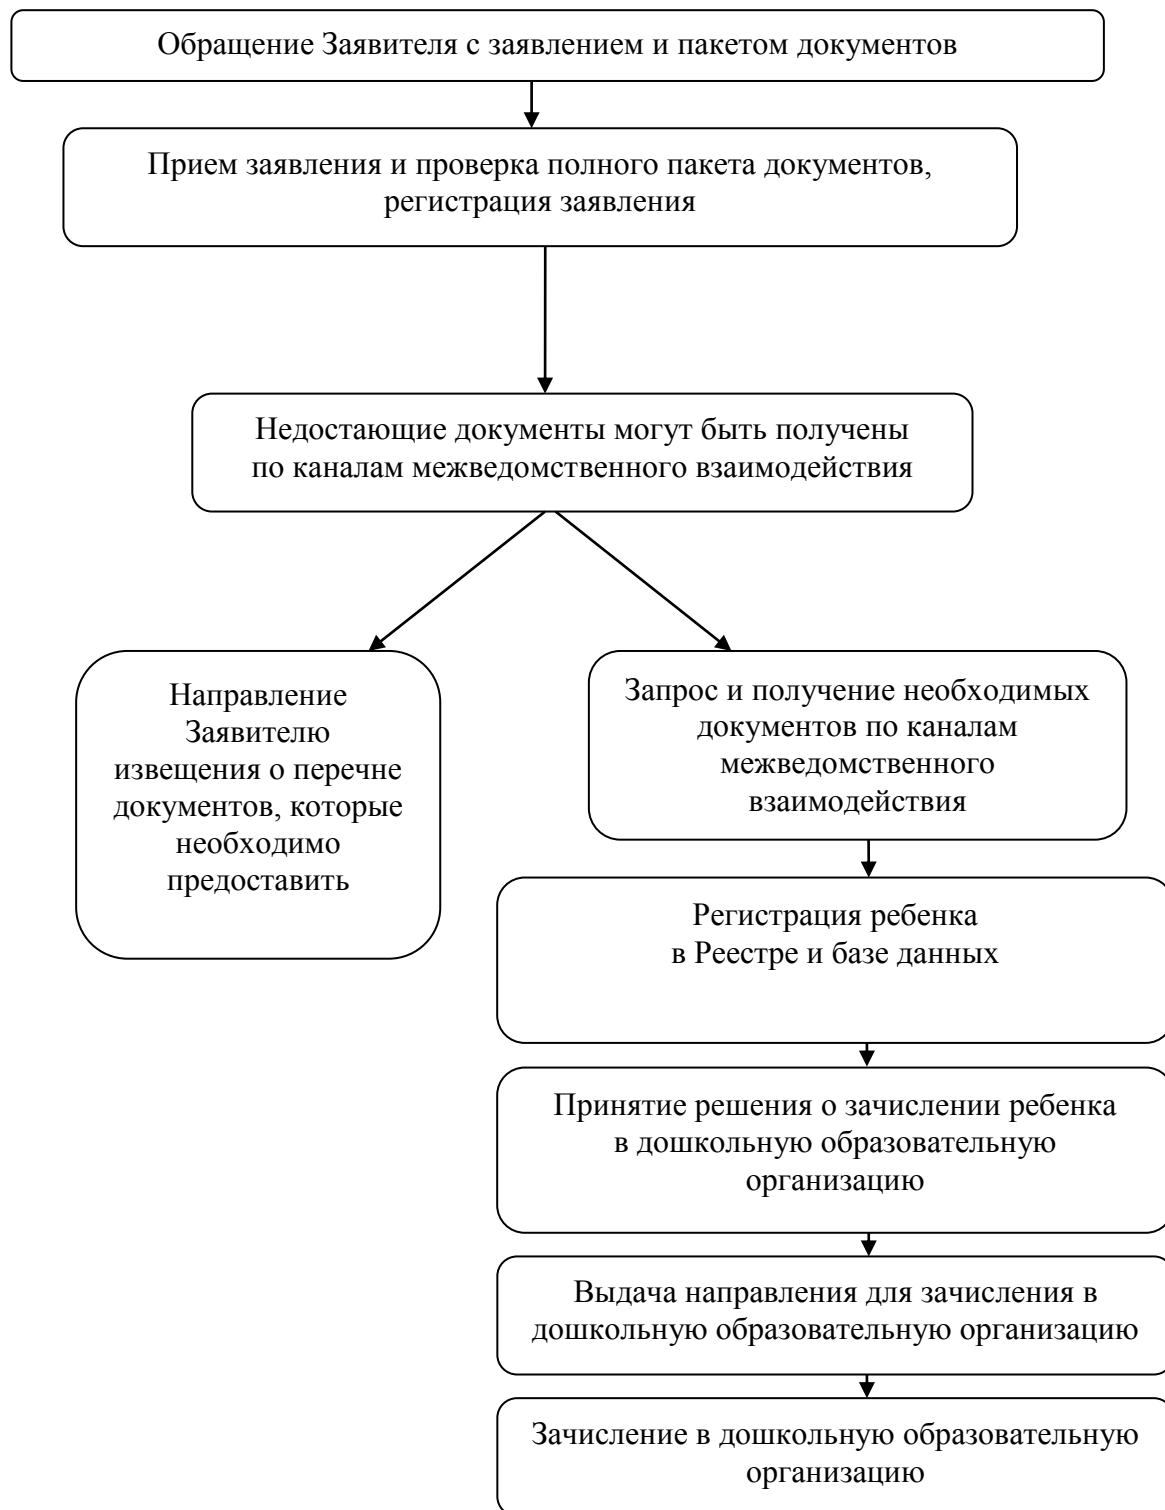 Обращение Заявителя с заявлением и пакетом документов
Прием заявления и проверка полного пакета документов,
регистрация заявления
Недостающие документы могут быть получены
по каналам межведомственного взаимодействия
Направление
Заявителю
извещения о перечне
документов, которые
необходимо
предоставить
Запрос и получение необходимых
документов по каналам
межведомственного
взаимодействия
Регистрация ребенка
в Реестре и базе данных
Принятие решения о зачислении ребенка
в дошкольную образовательную
организацию
Выдача направления для зачисления в
дошкольную образовательную организацию
Зачисление в дошкольную образовательную
организацию